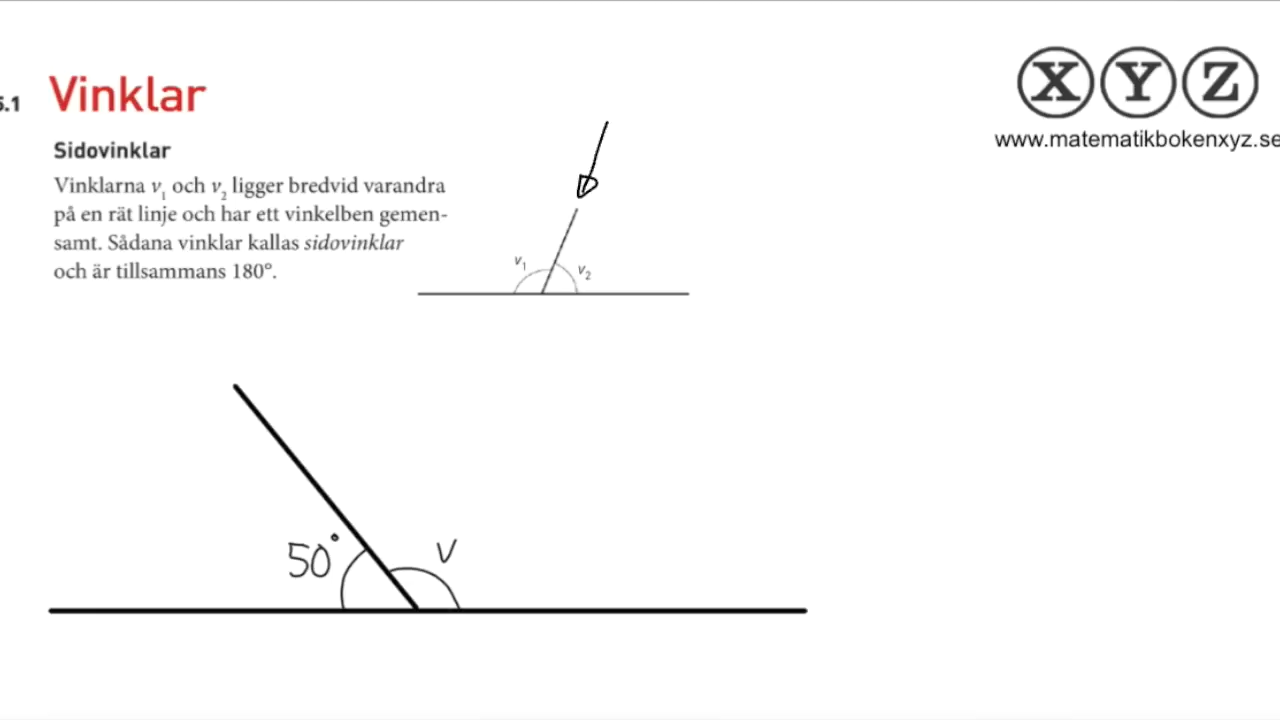 5.1 Vinklar
X Y Z
www.matematikbokenxyz.se
Sidovinklar
Vinklarna v₁ och v₂ ligger bredvid varandra
på en rät linje och har ett vinkelben gemen-
samt. Sådana vinklar kallas sidovinklar
och är tillsammans 180°.
v₁ v₂
50° v